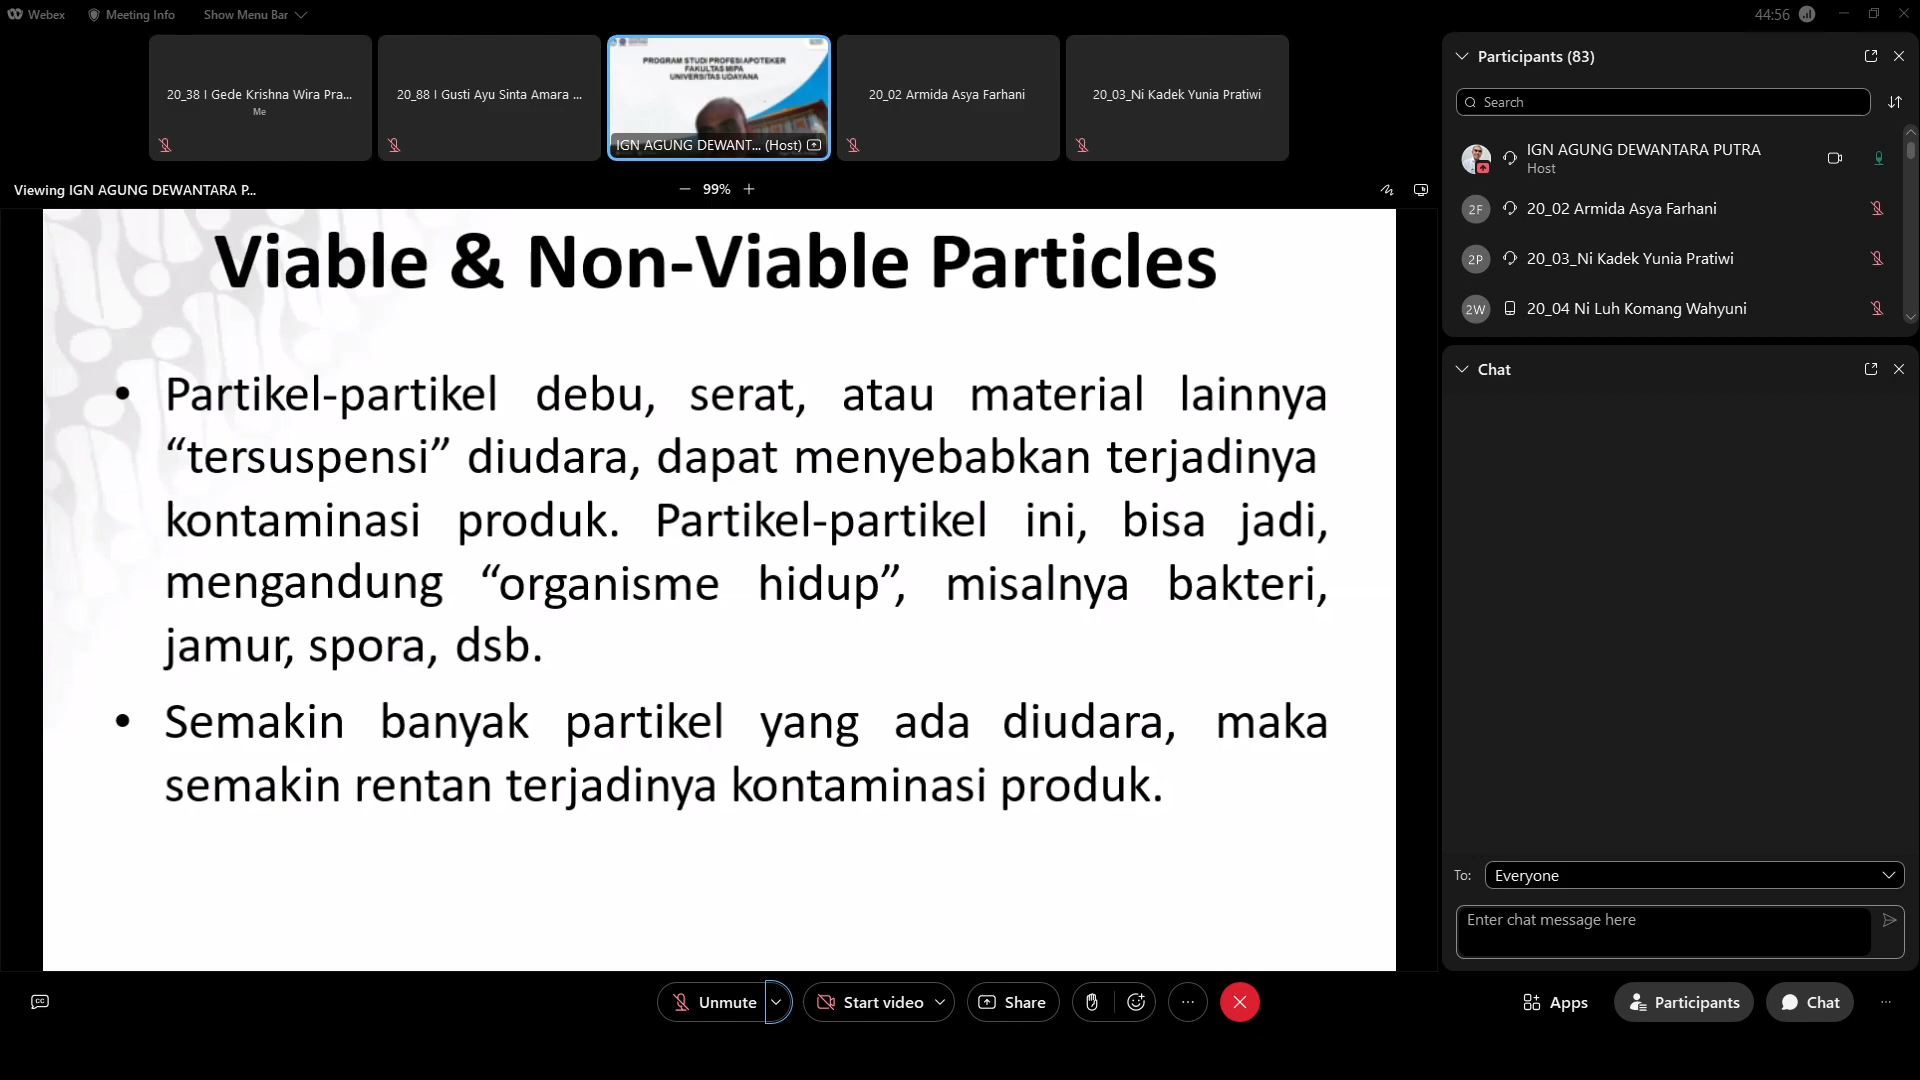 Webex
Meeting Info
Show Menu Bar
44:56
20_38 I Gede Krishna Wira Pra...
Me
20_88 I Gusti Ayu Sinta Amara ...
PROGRAM STUDI PROFESI APOTEKER
FAKULTAS MIPA
UNIVERSITAS UDAYANA
IGN AGUNG DEWANT... (Host)
20_02 Armida Asya Farhani
20_03_Ni Kadek Yunia Pratiwi
Viewing IGN AGUNG DEWANTARA P...
99%
Viable & Non-Viable Particles
• Partikel-partikel debu, serat, atau material lainnya
“tersuspensi” diudara, dapat menyebabkan terjadinya
kontaminasi produk. Partikel-partikel ini, bisa jadi,
mengandung “organisme hidup”, misalnya bakteri,
jamur, spora, dsb.
• Semakin banyak partikel yang ada diudara, maka
semakin rentan terjadinya kontaminasi produk.
Participants (83)
Search
IGN AGUNG DEWANTARA PUTRA
Host
2F
20_02 Armida Asya Farhani
2P
20_03_Ni Kadek Yunia Pratiwi
2W
20_04 Ni Luh Komang Wahyuni
Chat
To:
Everyone
Enter chat message here
CC
Unmute
Start video
Share
Apps
Participants
Chat